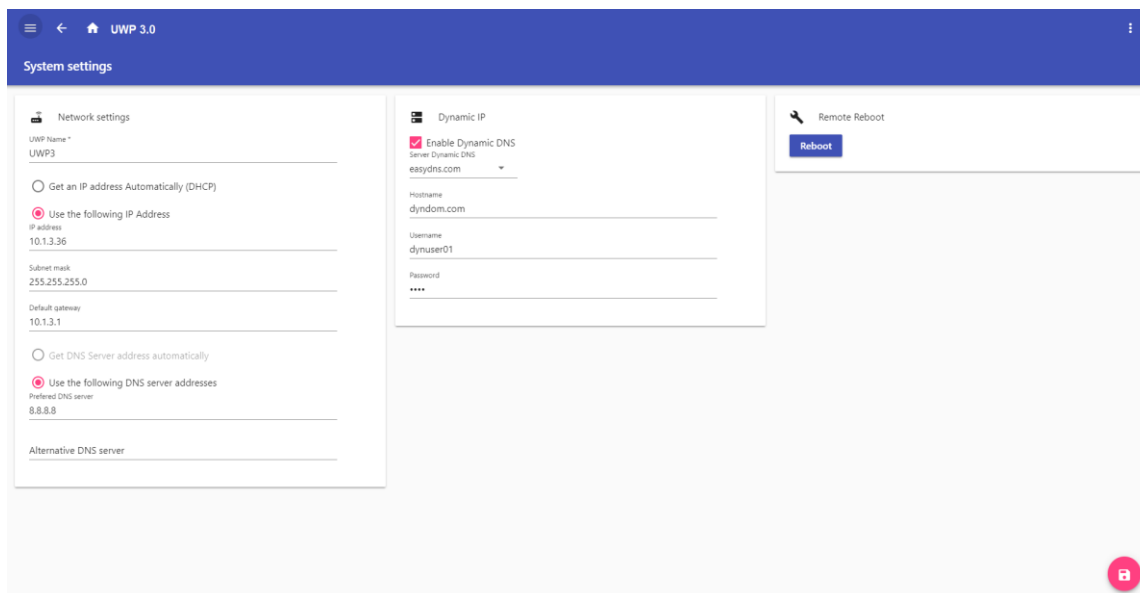 UWP 3.0
System settings
Network settings
UWP Name *
UWP3
Get an IP address Automatically (DHCP)
Use the following IP Address
IP address
10.1.3.36
Subnet mask
255.255.255.0
Default gateway
10.1.3.1
Get DNS Server address automatically
Use the following DNS server addresses
Prefered DNS server
8.8.8.8
Alternative DNS server
Dynamic IP
Enable Dynamic DNS
Server Dynamic DNS
easydns.com
Hostname
dyndom.com
Username
dynuser01
Password
••••
Remote Reboot
Reboot